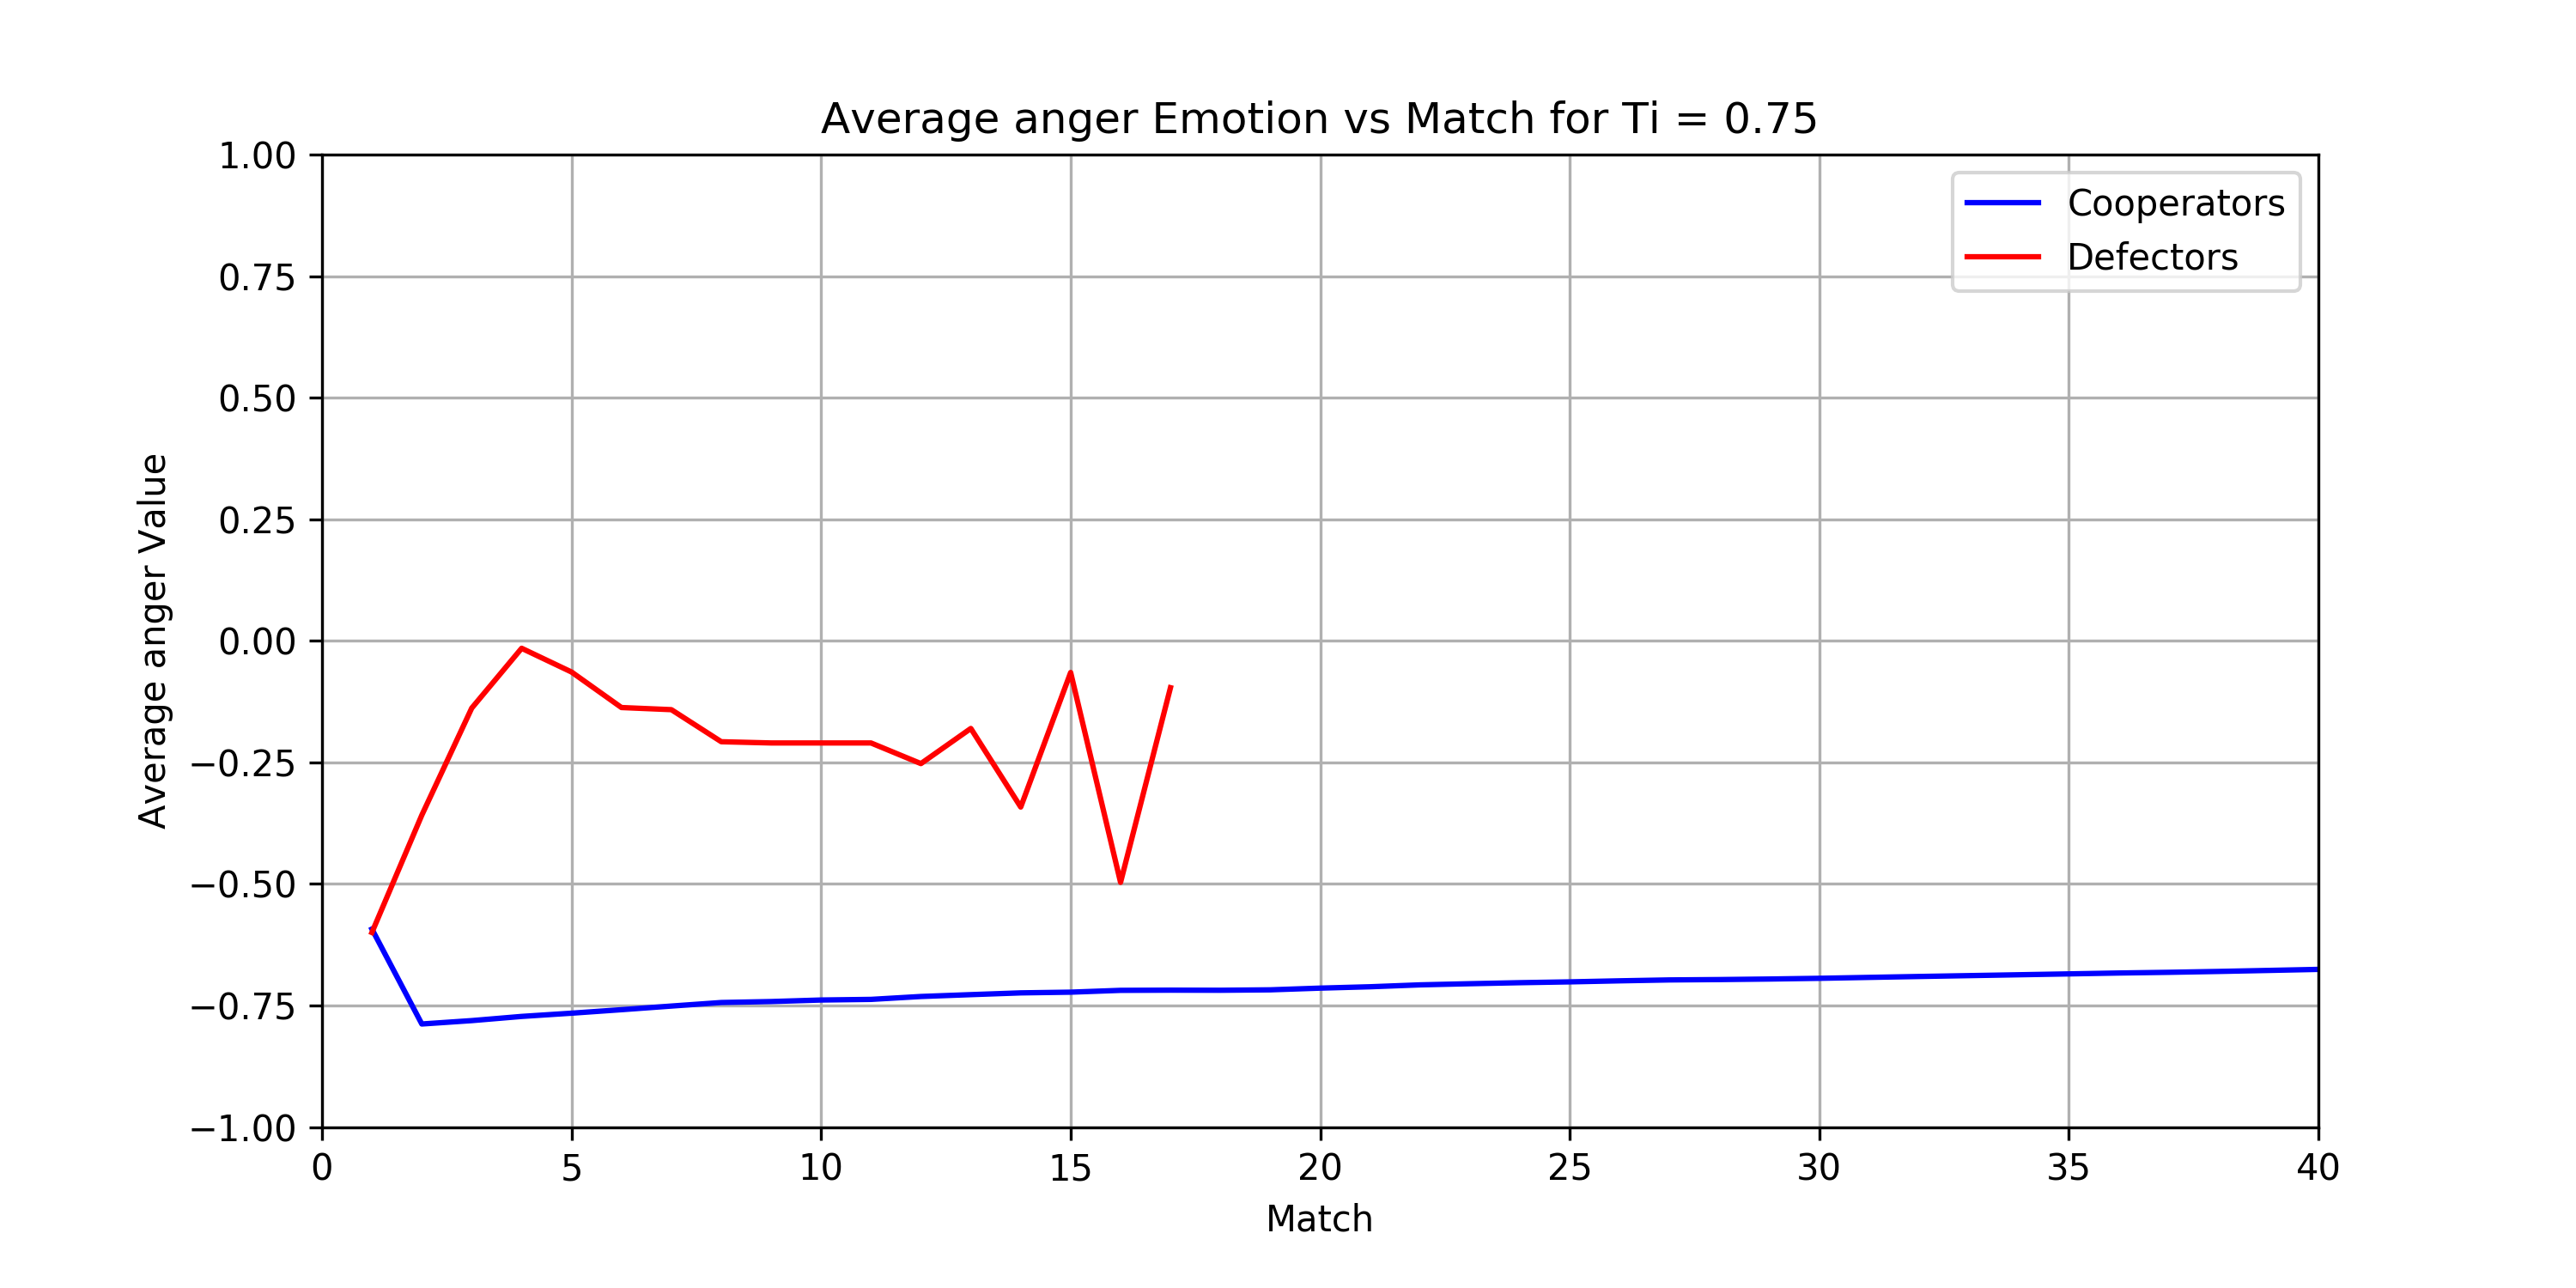 Average anger Emotion vs Match for Ti = 0.75
Cooperators
Defectors
Average anger Value
1.00
0.75
0.50
0.25
0.00
−0.25
−0.50
−0.75
−1.00
0 5 10 15 20 25 30 35 40
Match